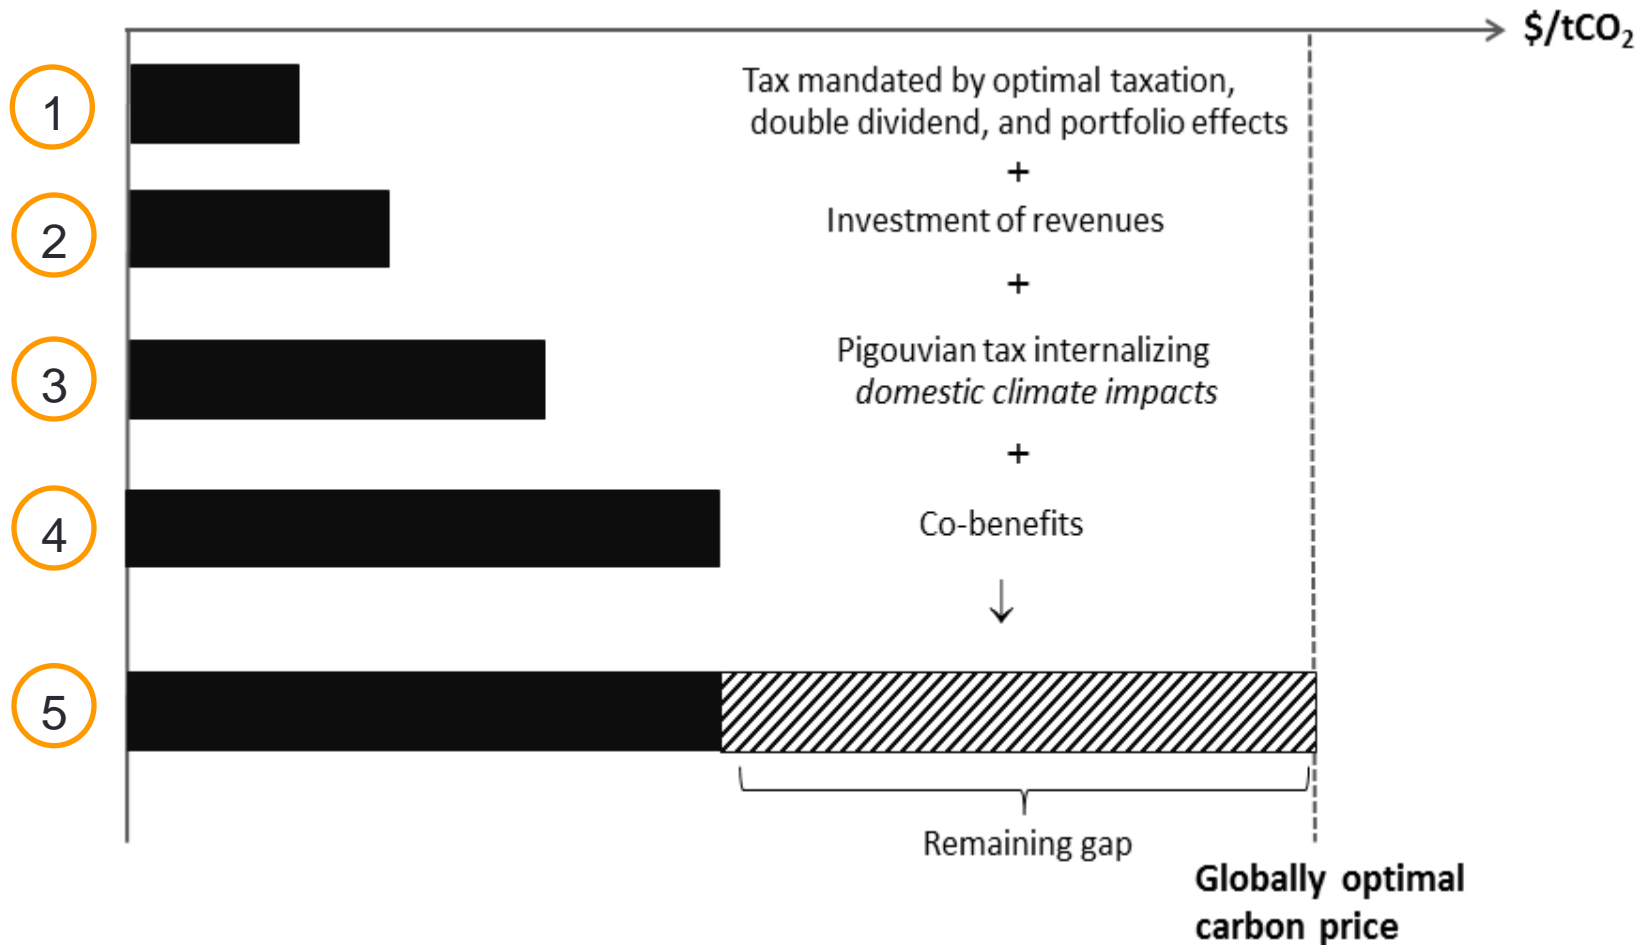 $/tCO₂
1
Tax mandated by optimal taxation,
double dividend, and portfolio effects
+
2
Investment of revenues
+
3
Pigouvian tax internalizing
domestic climate impacts
+
4
Co-benefits
↓
5
Remaining gap
Globally optimal
carbon price